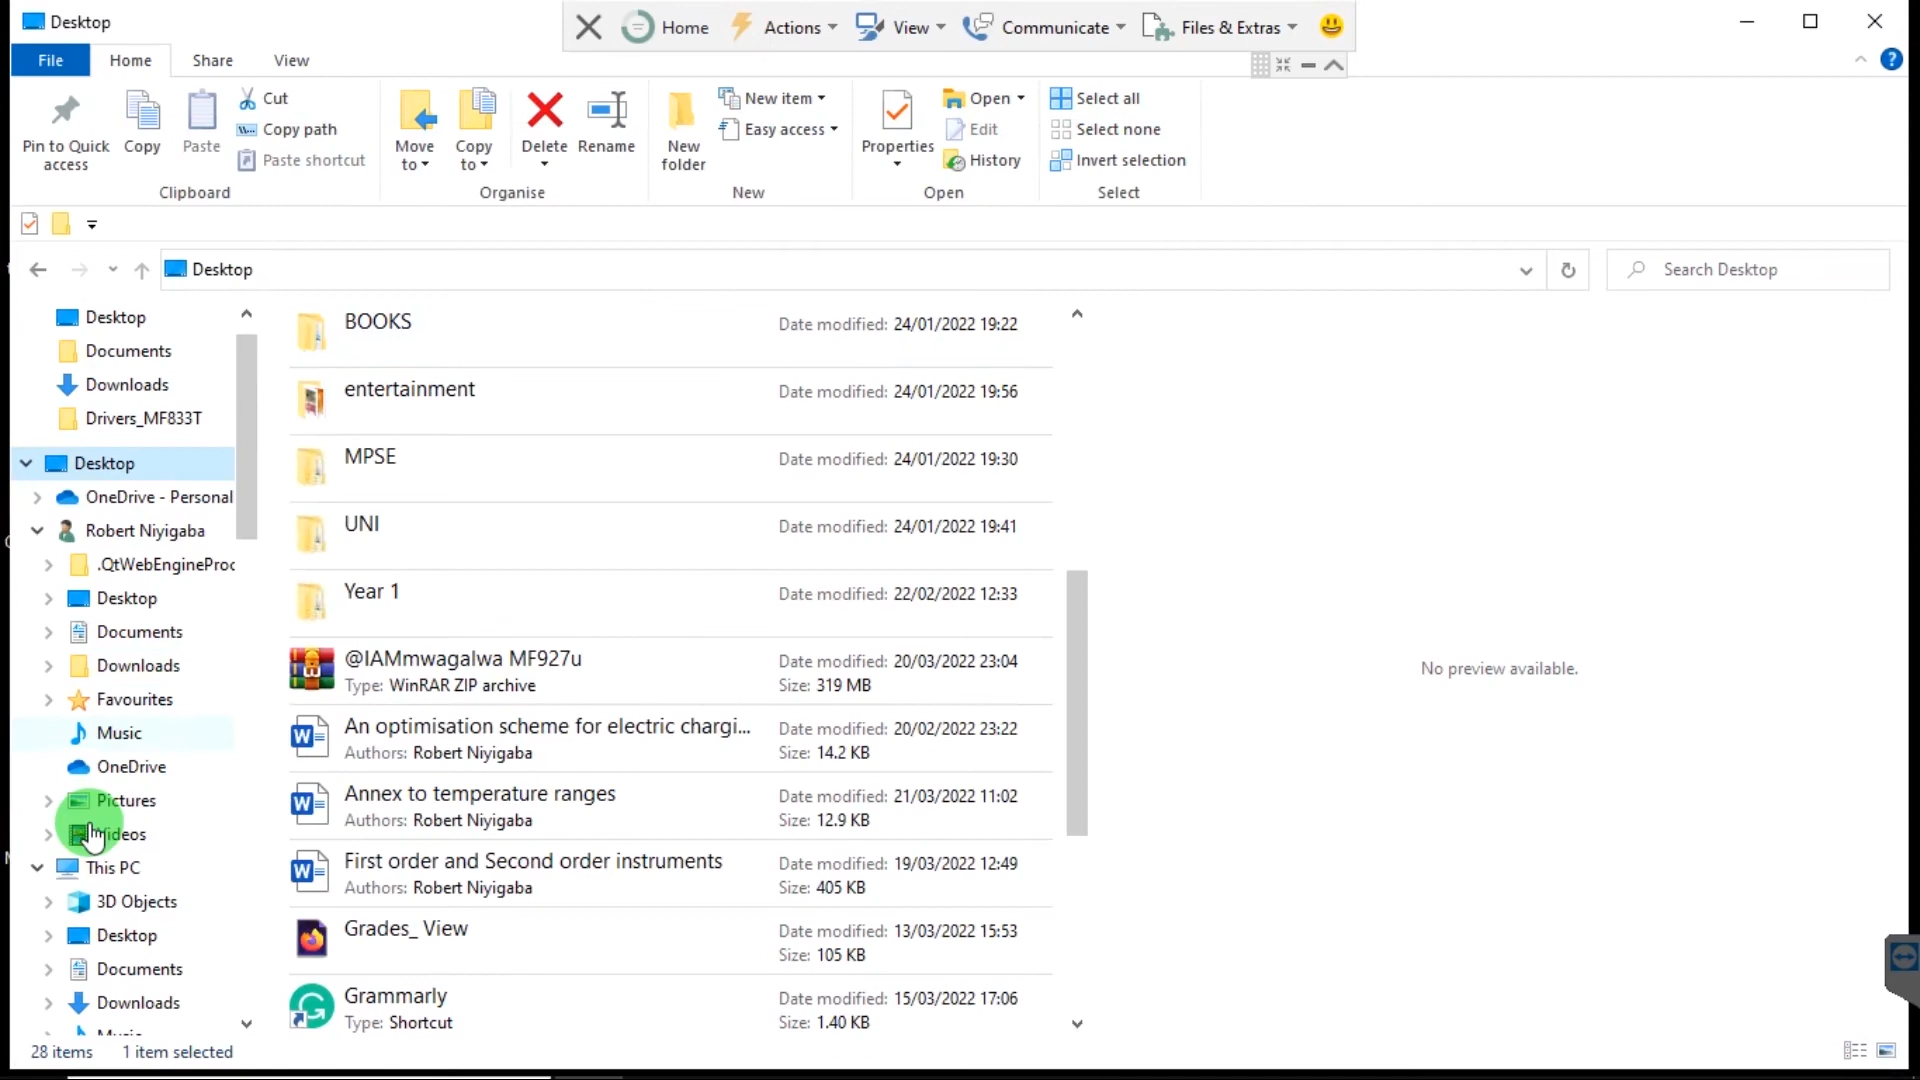 Desktop
Home
Actions
View
Communicate
Files & Extras
File
Home
Share
View
Pin to Quick access
Copy
Paste
Cut
Copy path
Paste shortcut
Clipboard
Move to
Copy to
Delete
Rename
Organise
New folder
New item
Easy access
New
Properties
Open
Edit
History
Open
Select all
Select none
Invert selection
Select
Desktop
Search Desktop
Desktop
Documents
Downloads
Drivers_MF833T
Desktop
OneDrive - Personal
Robert Niyigaba
.QtWebEngineProc
Desktop
Documents
Downloads
Favourites
Music
OneDrive
Pictures
Videos
This PC
3D Objects
Desktop
Documents
Downloads
Music
BOOKS
Date modified: 24/01/2022 19:22
entertainment
Date modified: 24/01/2022 19:56
MPSE
Date modified: 24/01/2022 19:30
UNI
Date modified: 24/01/2022 19:41
Year 1
Date modified: 22/02/2022 12:33
@IAMmwagalwa MF927u
Date modified: 20/03/2022 23:04
Type: WinRAR ZIP archive
Size: 319 MB
An optimisation scheme for electric chargi...
Date modified: 20/02/2022 23:22
Authors: Robert Niyigaba
Size: 14.2 KB
Annex to temperature ranges
Date modified: 21/03/2022 11:02
Authors: Robert Niyigaba
Size: 12.9 KB
First order and Second order instruments
Date modified: 19/03/2022 12:49
Authors: Robert Niyigaba
Size: 405 KB
Grades_ View
Date modified: 13/03/2022 15:53
Size: 105 KB
Grammarly
Date modified: 15/03/2022 17:06
Type: Shortcut
Size: 1.40 KB
No preview available.
28 items
1 item selected